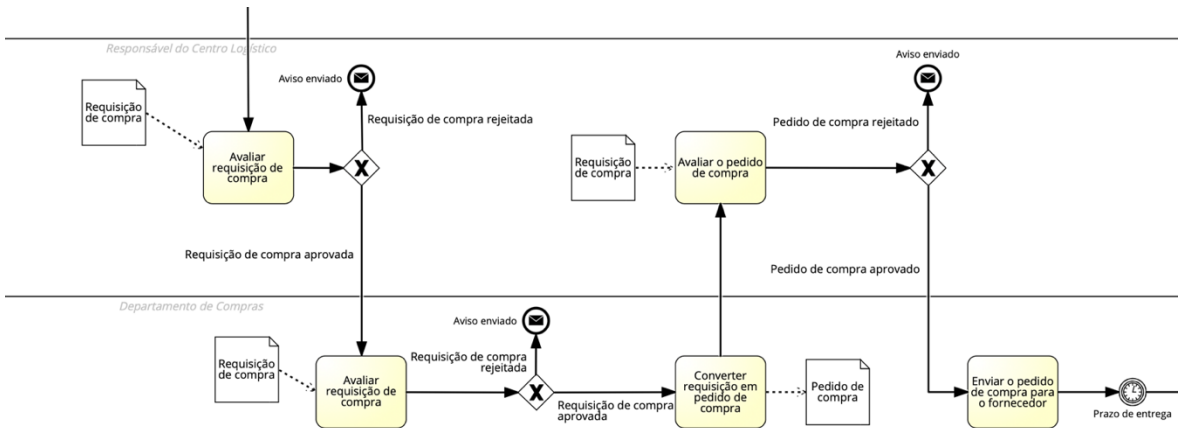 Responsável do Centro Logístico
Aviso enviado
Requisição
de compra
Requisição de compra rejeitada
Avaliar
requisição de
compra
X
Requisição de compra aprovada
Aviso enviado
Pedido de compra rejeitado
Requisição
de compra
Avaliar o pedido
de compra
X
Pedido de compra aprovado
Departamento de Compras
Aviso enviado
Requisição
de compra
Requisição de compra
rejeitada
Avaliar
requisição de
compra
X
Requisição de compra
aprovada
Converter
requisição em
pedido de
compra
Pedido de
compra
Enviar o pedido
de compra para
o fornecedor
Prazo de entrega